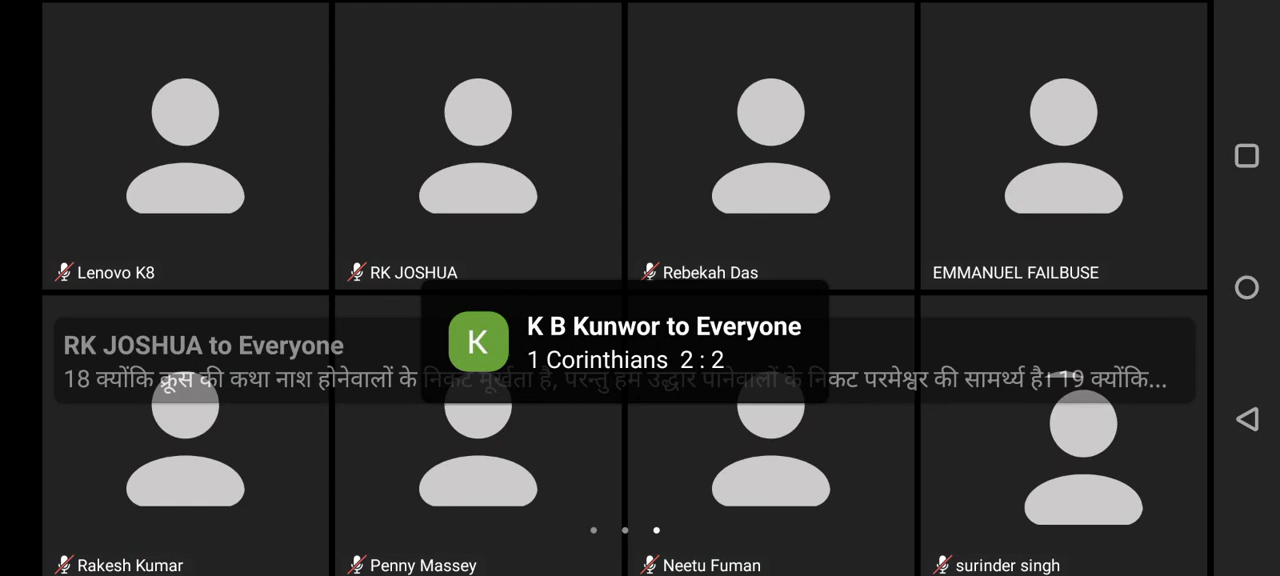 Lenovo K8
RK JOSHUA
Rebekah Das
EMMANUEL FAILBUSE
K
K B Kunwor to Everyone
1 Corinthians 2 : 2
RK JOSHUA to Everyone
18 क्योंकि क्रूस की कथा नाश होनेवालों के निकट मूर्खता है, परन्तु हम उद्धार पानेवालों के निकट परमेश्वर की सामर्थ्य है। 19 क्योंकि...
Rakesh Kumar
Penny Massey
Neetu Fuman
surinder singh